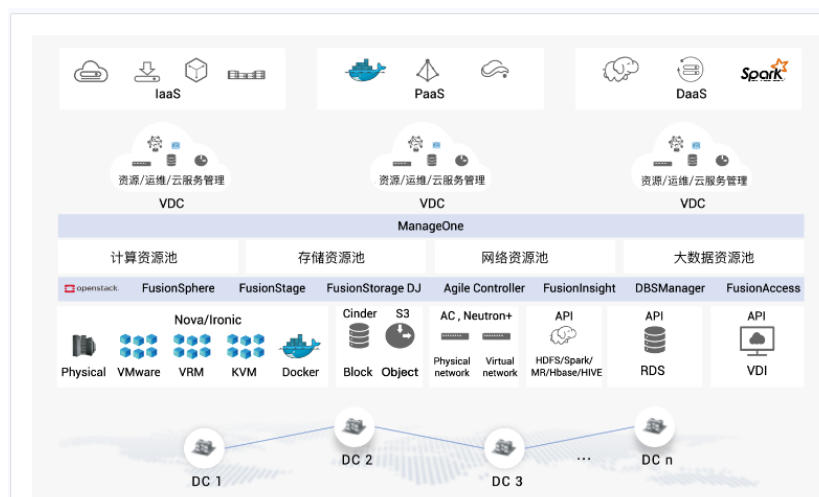 IaaS PaaS DaaS Spark
资源/运维/云服务管理 资源/运维/云服务管理 资源/运维/云服务管理
VDC VDC VDC
ManageOne
计算资源池 存储资源池 网络资源池 大数据资源池
openstack. FusionSphere FusionStage FusionStorage DJ Agile Controller FusionInsight DBSManager FusionAccess
Nova/Ironic
Physical VMware VRM KVM Docker
Cinder S3
Block Object
AC , Neutron+
Physical network
Virtual network
API
HDFS/Spark/
MR/Hbase/HIVE
API
RDS
API
VDI
DC 1 DC 2 DC 3 ... DC n